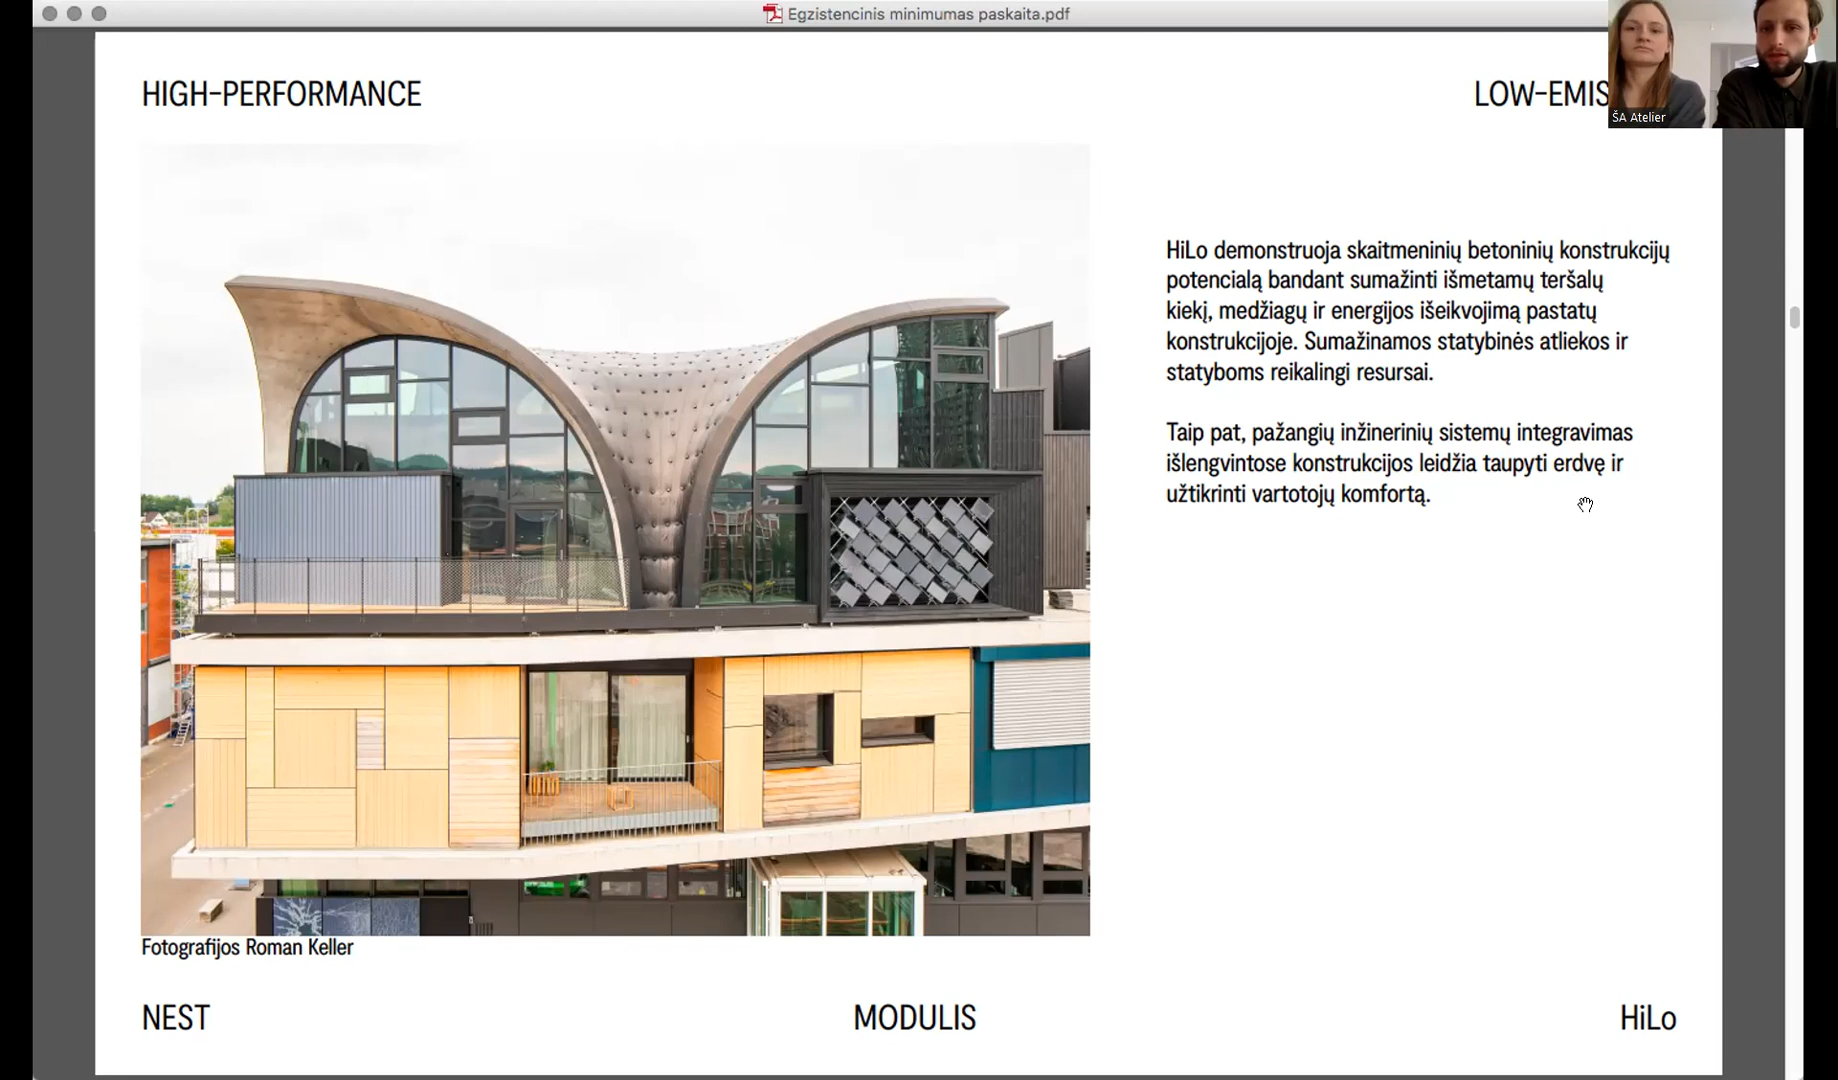 Egzistencinis minimumas paskaita.pdf
HIGH-PERFORMANCE
LOW-EMIS
ŠA Atelier
HiLo demonstruoja skaitmeninių betoninių konstrukcijų
potencialą bandant sumažinti išmetamų teršalų
kiekį, medžiagų ir energijos išeikvojimą pastatų
konstrukcijoje. Sumažinamos statybinės atliekos ir
statyboms reikalingi resursai.
Taip pat, pažangių inžinerinių sistemų integravimas
išlengvintose konstrukcijos leidžia taupyti erdvę ir
užtikrinti vartotojų komfortą.
Fotografijos Roman Keller
NEST
MODULIS
HiLo